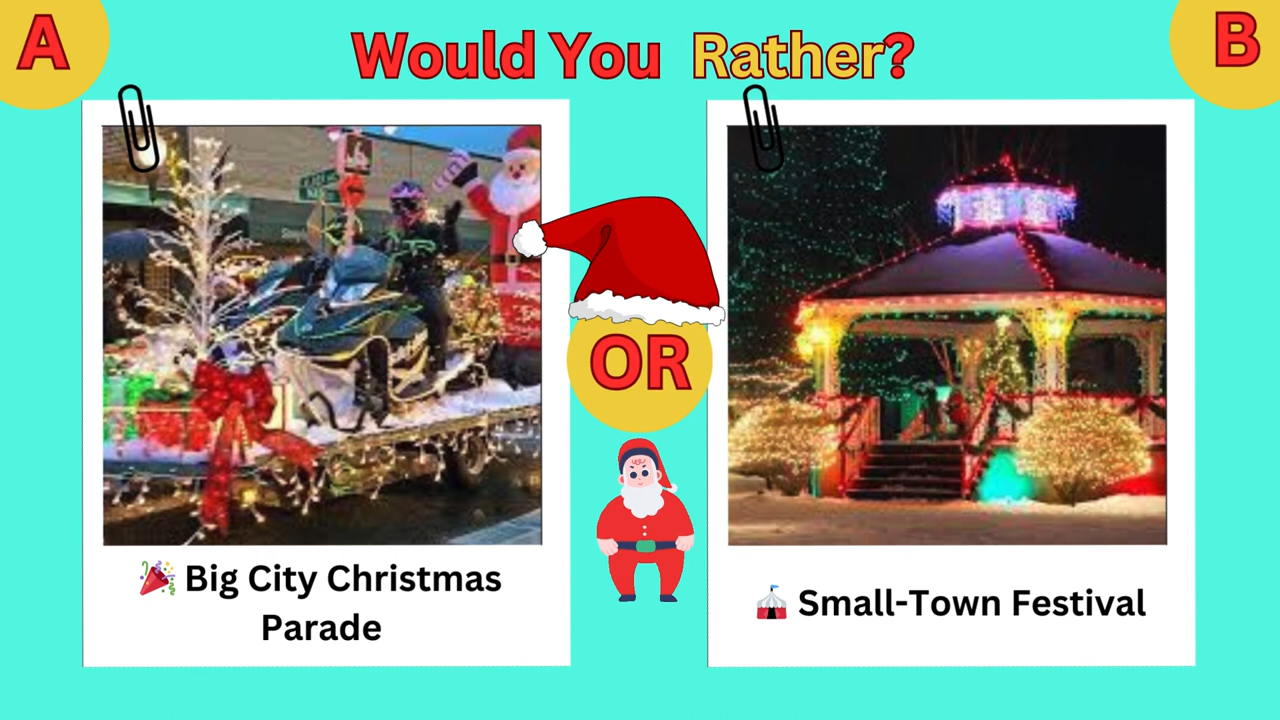 A
Would You Rather?
B
OR
🎉 Big City Christmas
Parade
🎪 Small-Town Festival